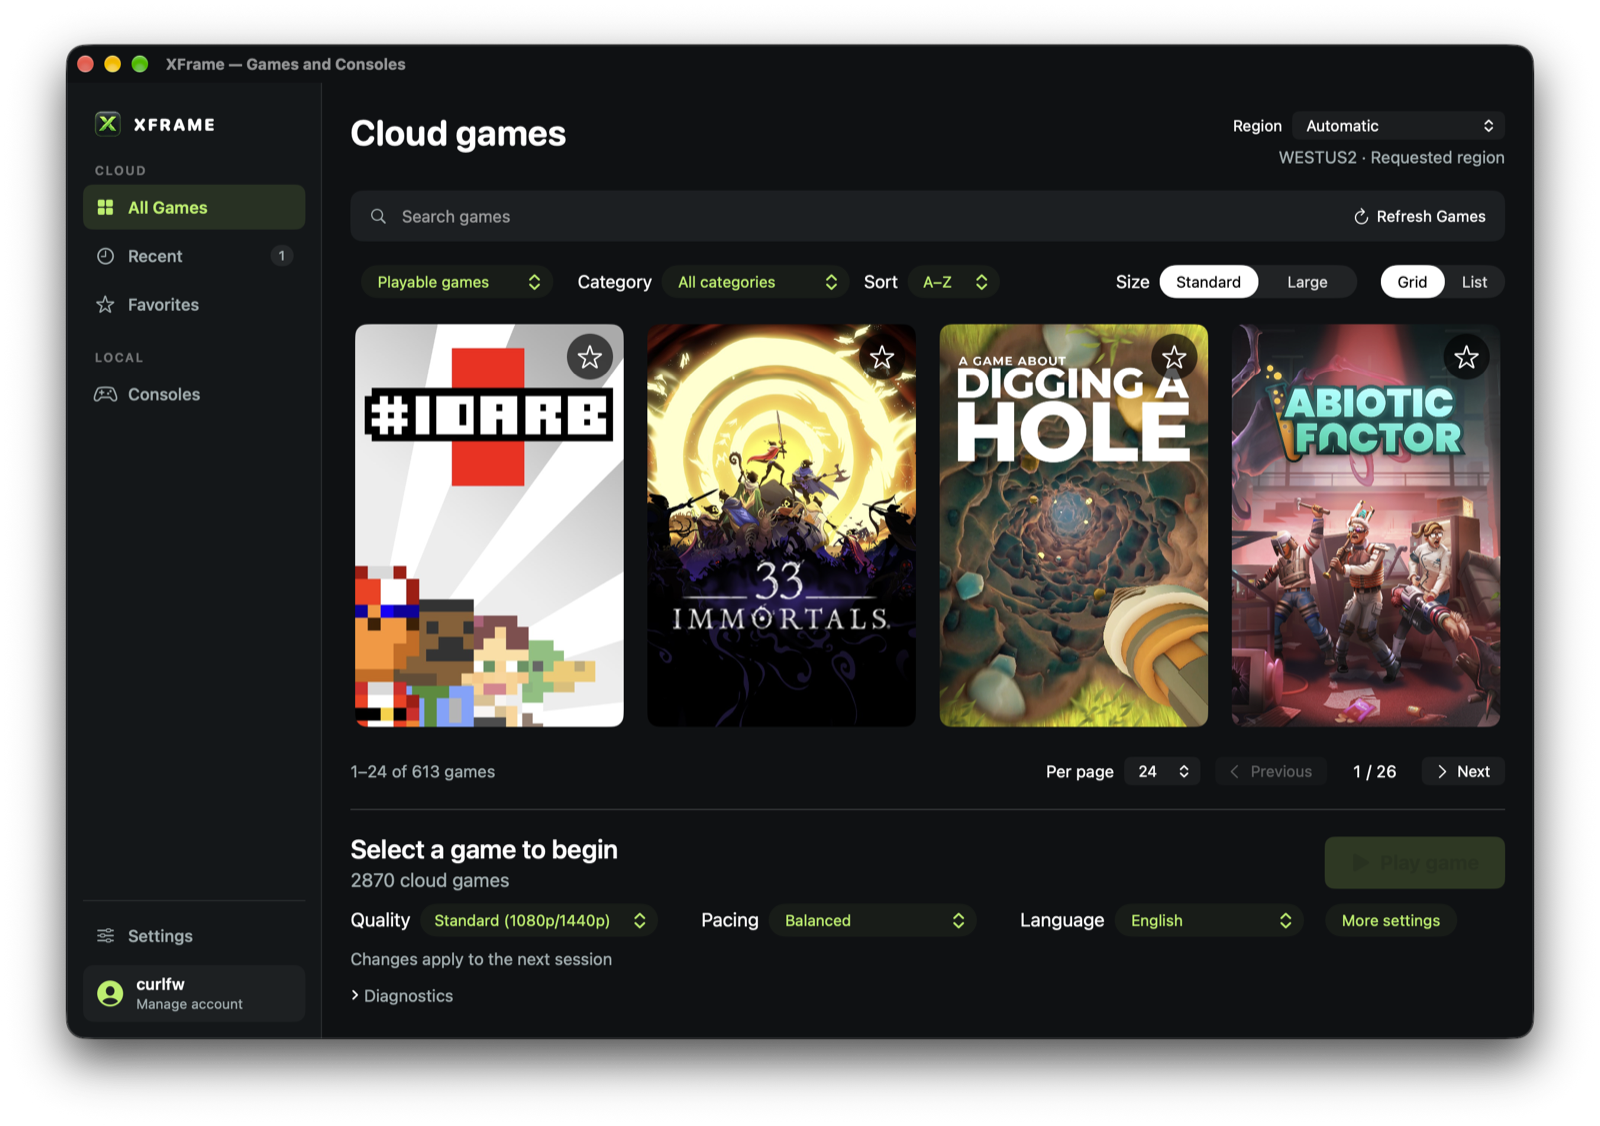 XFrame — Games and Consoles
XFRAME
CLOUD
All Games
Recent 1
Favorites
LOCAL
Consoles
Settings
curlfw
Manage account
Cloud games
Region Automatic
WESTUS2 · Requested region
Search games
Refresh Games
Playable games Category All categories Sort A–Z Size Standard Large Grid List
#IDARB
33
IMMORTALS
A GAME ABOUT
DIGGING A
HOLE
ABIOTIC
FACTOR
1–24 of 613 games
Per page 24 Previous 1 / 26 Next
Select a game to begin
2870 cloud games
Play game
Quality Standard (1080p/1440p) Pacing Balanced Language English More settings
Changes apply to the next session
Diagnostics